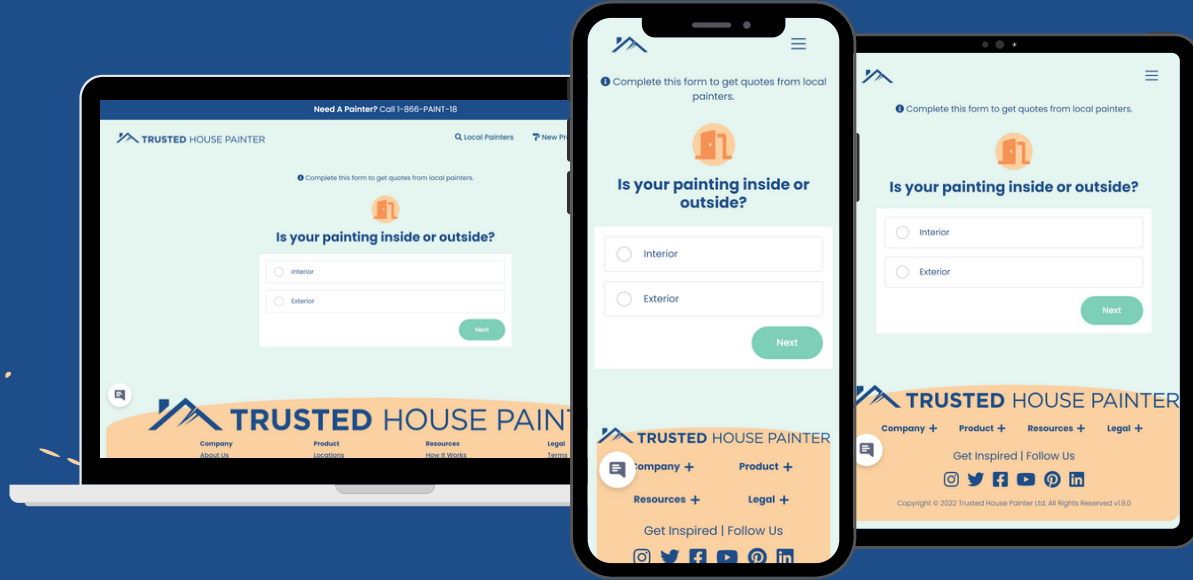 Need A Painter? Call 1-866-PAINT-18
TRUSTED HOUSE PAINTER
Local Painters
New
Complete this form to get quotes from local painters.
Is your painting inside or outside?
Interior
Exterior
Next
TRUSTED HOUSE
Company
Product
Resources
Legal
About Us
Locations
How it Works
Terms
Complete this form to get quotes from local
painters.
Is your painting inside or
outside?
Interior
Exterior
Next
TRUSTED HOUSE PAINTER
Company +
Product +
Resources +
Legal +
Get Inspired | Follow Us
Complete this form to get quotes from local painters.
Is your painting inside or outside?
Interior
Exterior
Next
TRUSTED HOUSE PAINTER
Company +
Product +
Resources +
Legal +
Get Inspired | Follow Us
Copyright © 2022 Trusted House Painter Ltd. All Rights Reserved v1.9.0